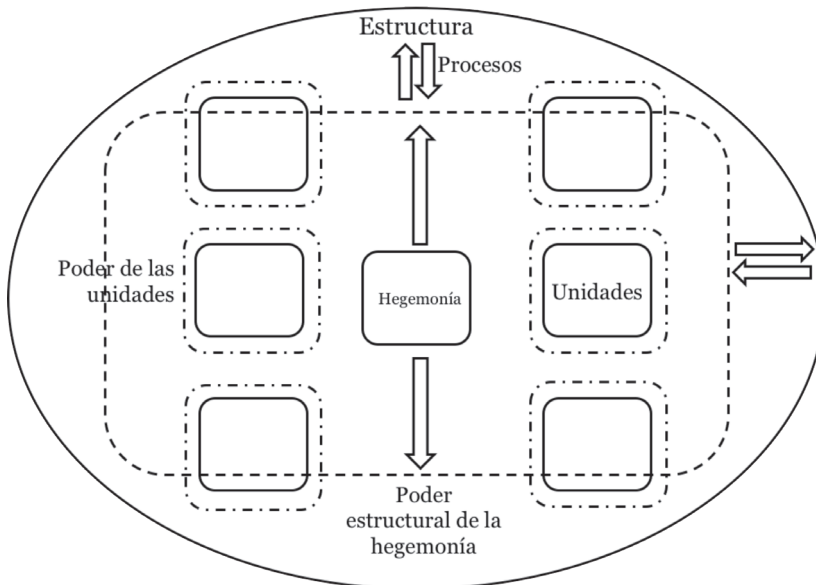 Estructura
Procesos
Poder de las
unidades
Hegemonía
Unidades
Poder
estructural de la
hegemonía